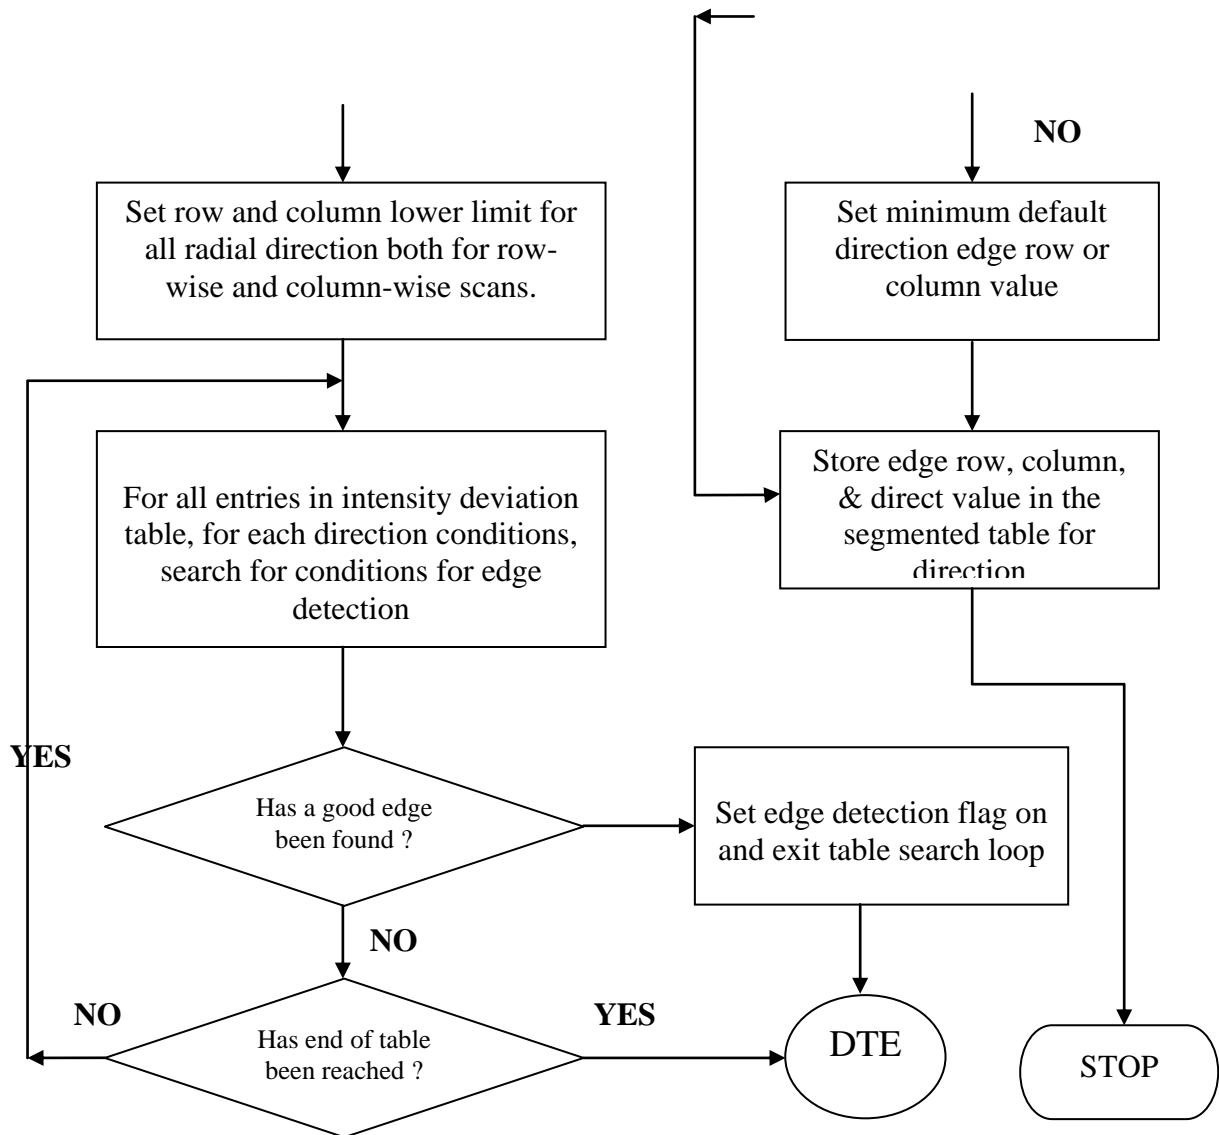 Set row and column lower limit for
all radial direction both for row-
wise and column-wise scans.
For all entries in intensity deviation
table, for each direction conditions,
search for conditions for edge
detection
YES
Has a good edge
been found ?
NO
Set edge detection flag on
and exit table search loop
NO
Has end of table
been reached ?
YES
DTE
NO
Set minimum default
direction edge row or
column value
Store edge row, column,
& direct value in the
segmented table for
direction
STOP